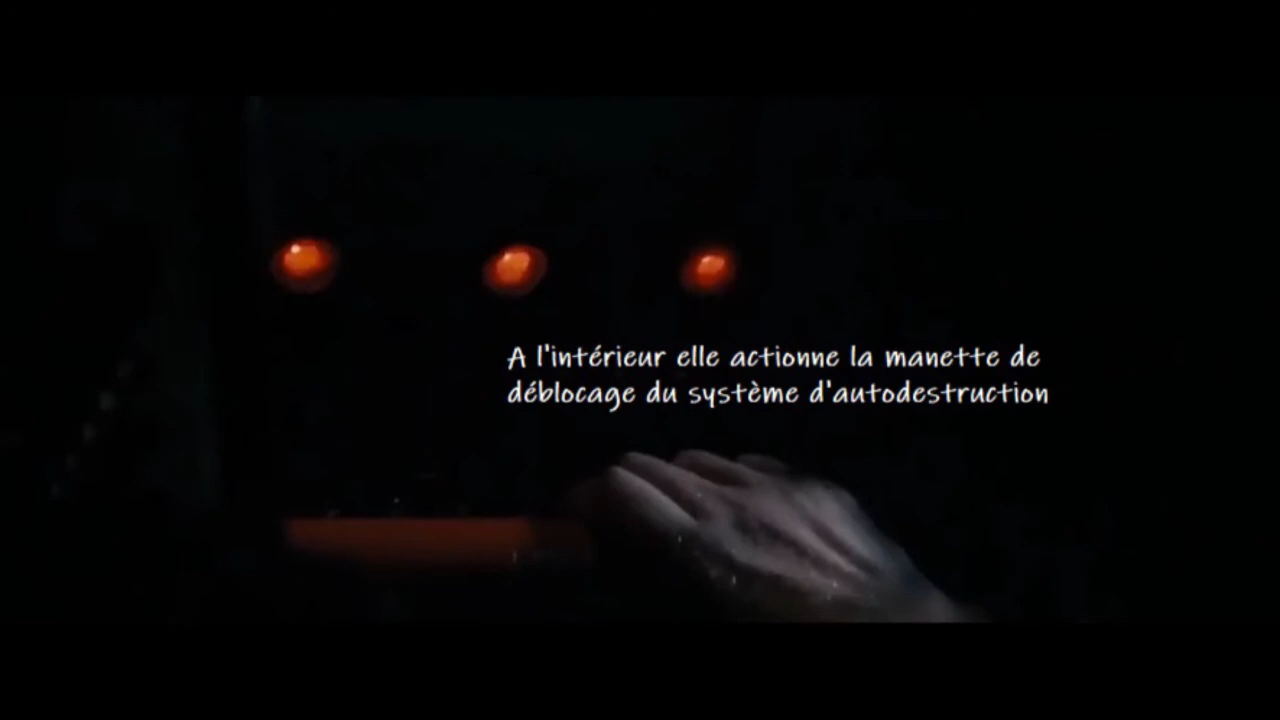 A l'intérieur elle actionne la manette de
déblocage du système d'autodestruction